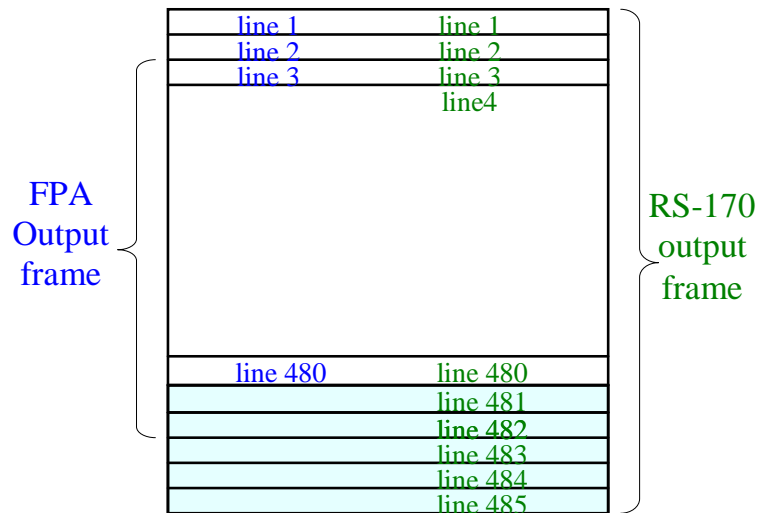 line 1 line 1
line 2 line 2
line 3 line 3
line4
FPA
Output
frame
RS-170
output
frame
line 480 line 480
line 481
line 482
line 483
line 484
line 485